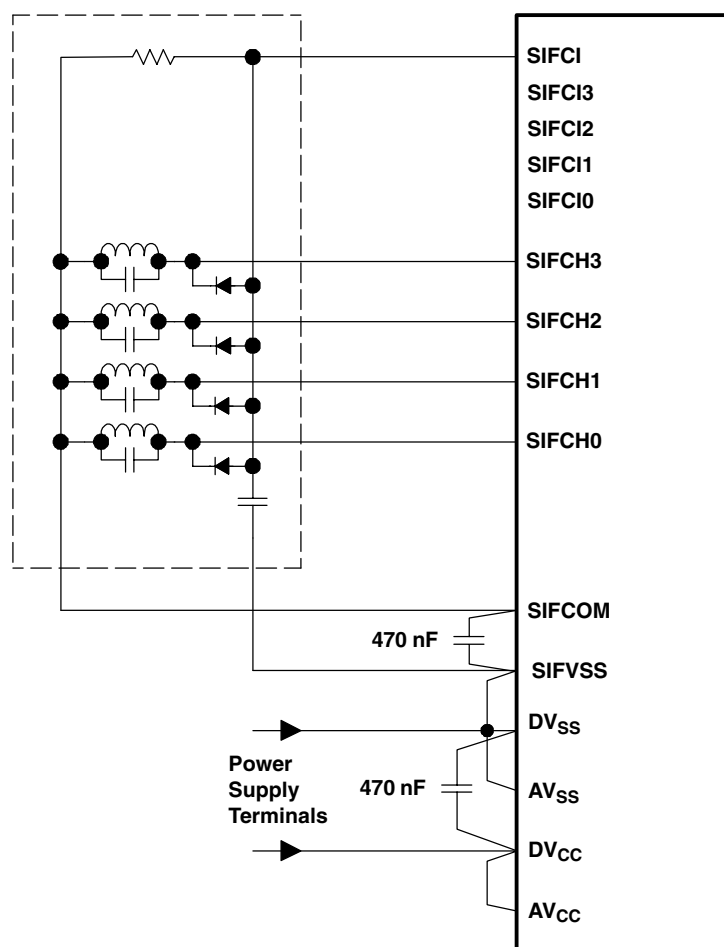 SIFCI
SIFCI3
SIFCI2
SIFCI1
SIFCI0
SIFCH3
SIFCH2
SIFCH1
SIFCH0
SIFCOM
470 nF
SIFVSS
DVSS
Power
Supply
Terminals
470 nF
AVSS
DVCC
AVCC